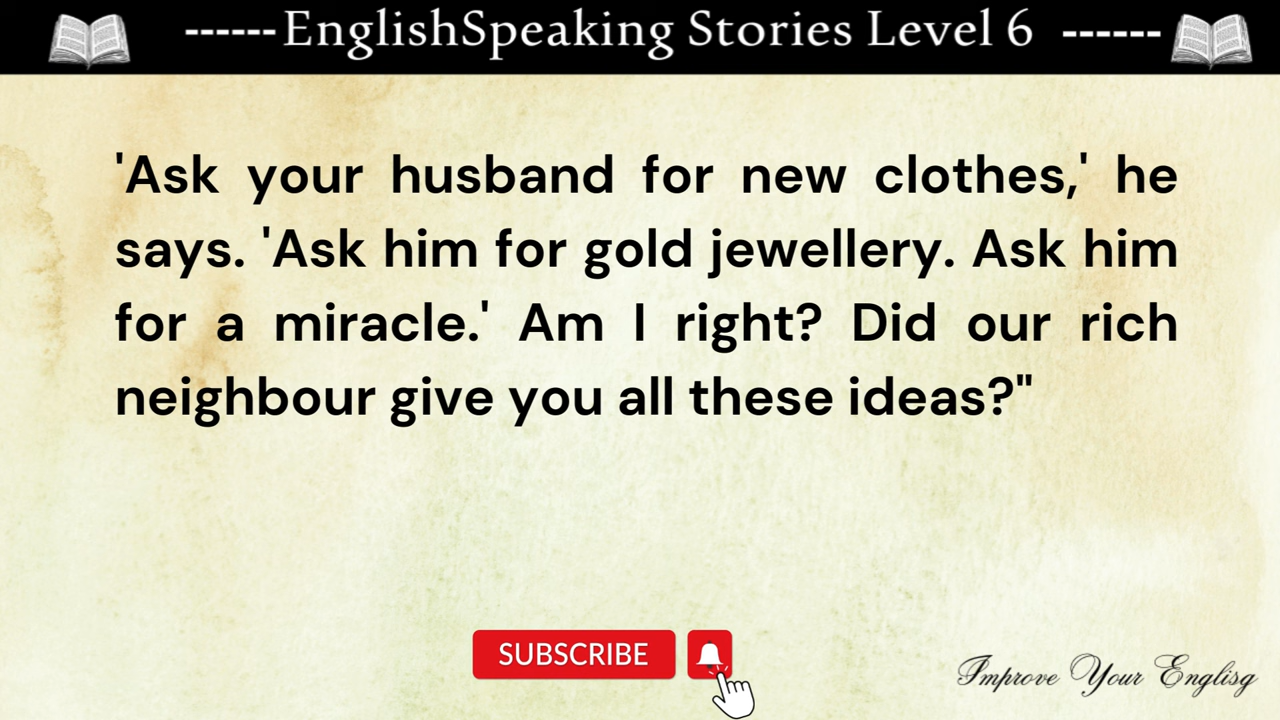 ------EnglishSpeaking Stories Level 6 ------
'Ask your husband for new clothes,' he
says. 'Ask him for gold jewellery. Ask him
for a miracle.' Am I right? Did our rich
neighbour give you all these ideas?"
SUBSCRIBE
Improve Your Englisg